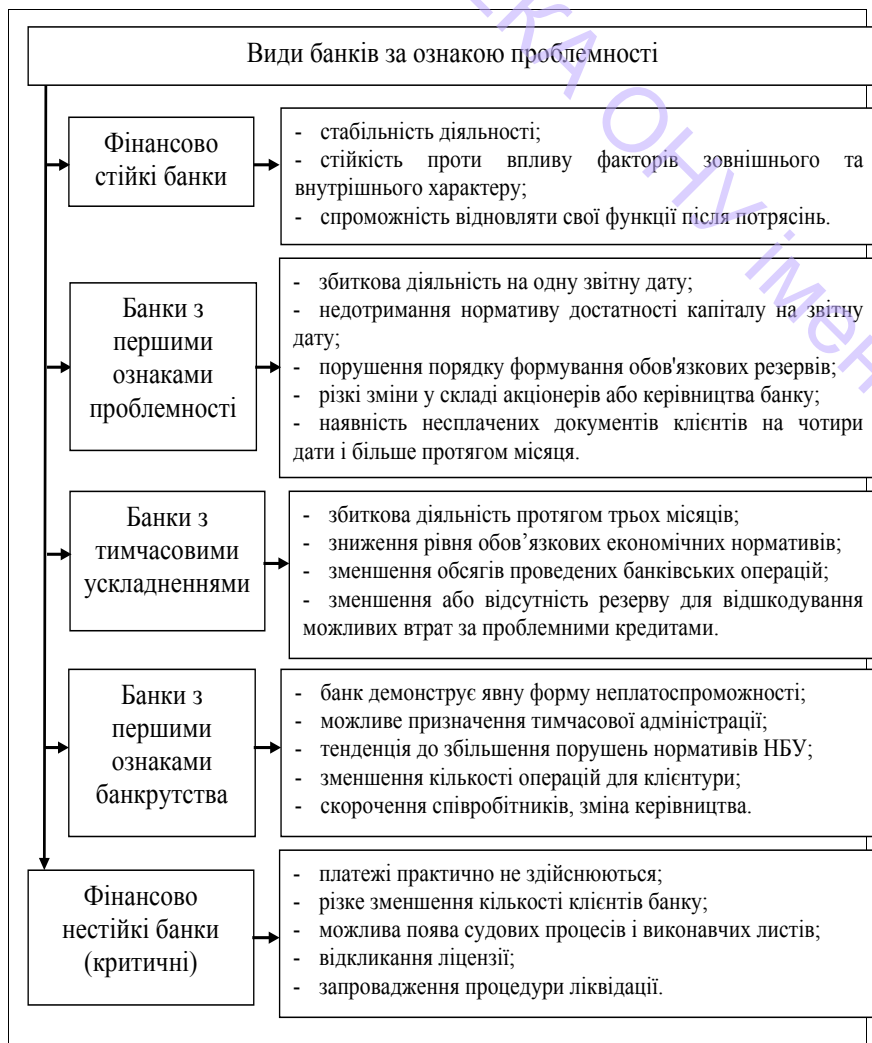 ЕКА ОНУ імен
Види банків за ознакою проблемності
Фінансово
стійкі банки
- стабільність діяльності;
- стійкість проти впливу факторів зовнішнього та
внутрішнього характеру;
- спроможність відновляти свої функції після потрясінь.
Банки з
першими
ознаками
проблемності
- збиткова діяльність на одну звітну дату;
- недотримання нормативу достатності капіталу на звітну
дату;
- порушення порядку формування обов'язкових резервів;
- різкі зміни у складі акціонерів або керівництва банку;
- наявність несплачених документів клієнтів на чотири
дати і більше протягом місяця.
Банки з
тимчасовими
ускладненнями
- збиткова діяльність протягом трьох місяців;
- зниження рівня обов’язкових економічних нормативів;
- зменшення обсягів проведених банківських операцій;
- зменшення або відсутність резерву для відшкодування
можливих втрат за проблемними кредитами.
Банки з
першими
ознаками
банкрутства
- банк демонструє явну форму неплатоспроможності;
- можливе призначення тимчасової адміністрації;
- тенденція до збільшення порушень нормативів НБУ;
- зменшення кількості операцій для клієнтури;
- скорочення співробітників, зміна керівництва.
Фінансово
нестійкі банки
(критичні)
- платежі практично не здійснюються;
- різке зменшення кількості клієнтів банку;
- можлива поява судових процесів і виконавчих листів;
- відкликання ліцензії;
- запровадження процедури ліквідації.